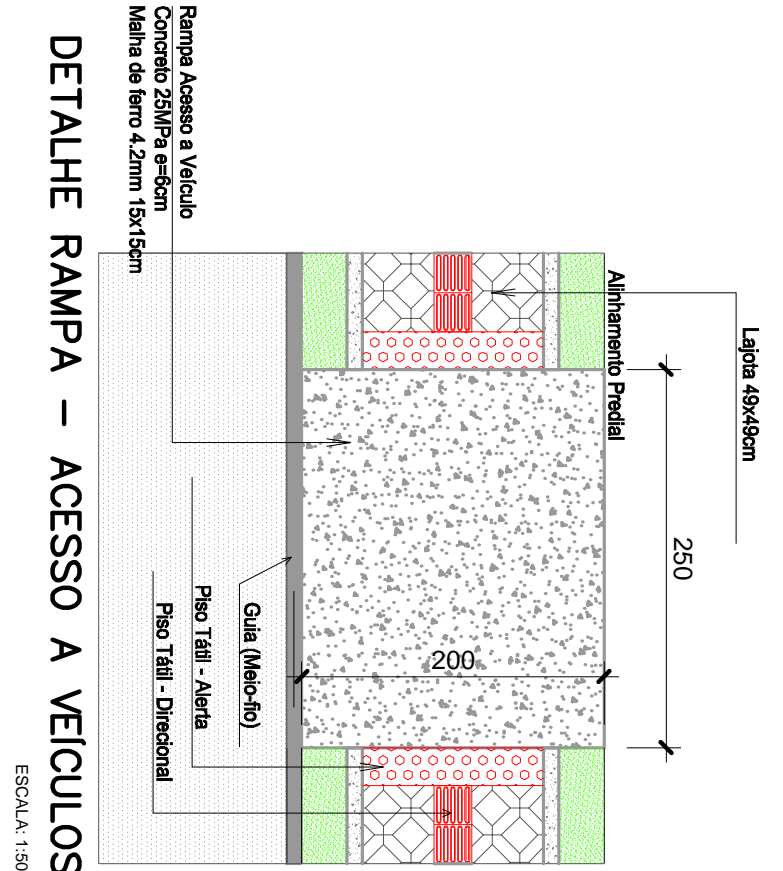 Lajota 49x49cm
250
Alinhamento Predial
200
Rampa Acesso a Veículo
Concreto 25MPa e=6cm
Malha de ferro 4.2mm 15x15cm
Guia (Meio-fio)
Piso Tátil - Alerta
Piso Tátil - Direcional
DETALHE RAMPA - ACESSO A VEÍCULOS
ESCALA: 1:50